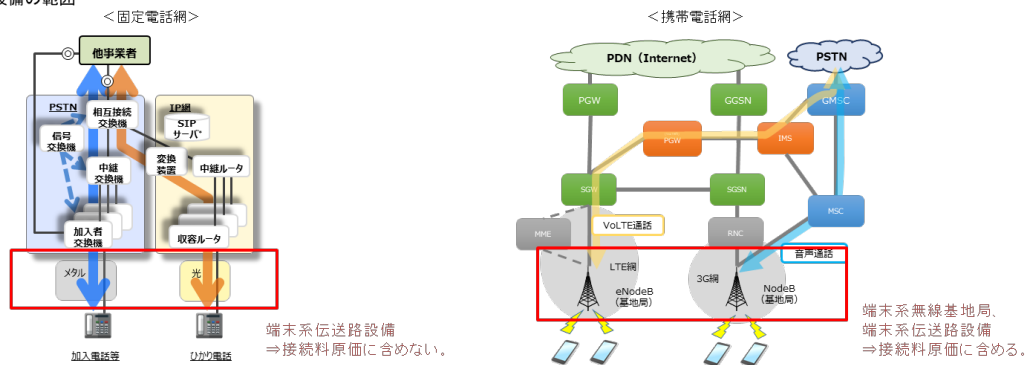 設備の範囲
＜固定電話網＞
他事業者
PSTN
相互接続
交換機
信号
交換機
中継
交換機
加入者
交換機
IP網
SIP
サーバ*
変換
装置
中継ルータ
収容ルータ
メタル
光
加入電話等
ひかり電話
端末系伝送路設備
⇒接続料原価に含めない。
＜携帯電話網＞
PDN（Internet）
PSTN
PGW
GGSN
GMSC
PGW
IMS
SGW
SGSN
MSC
MME
VoLTE通話
RNC
音声通話
LTE網
eNodeB
（基地局）
3G網
NodeB
（基地局）
端末系無線基地局、
端末系伝送路設備
⇒接続料原価に含める。